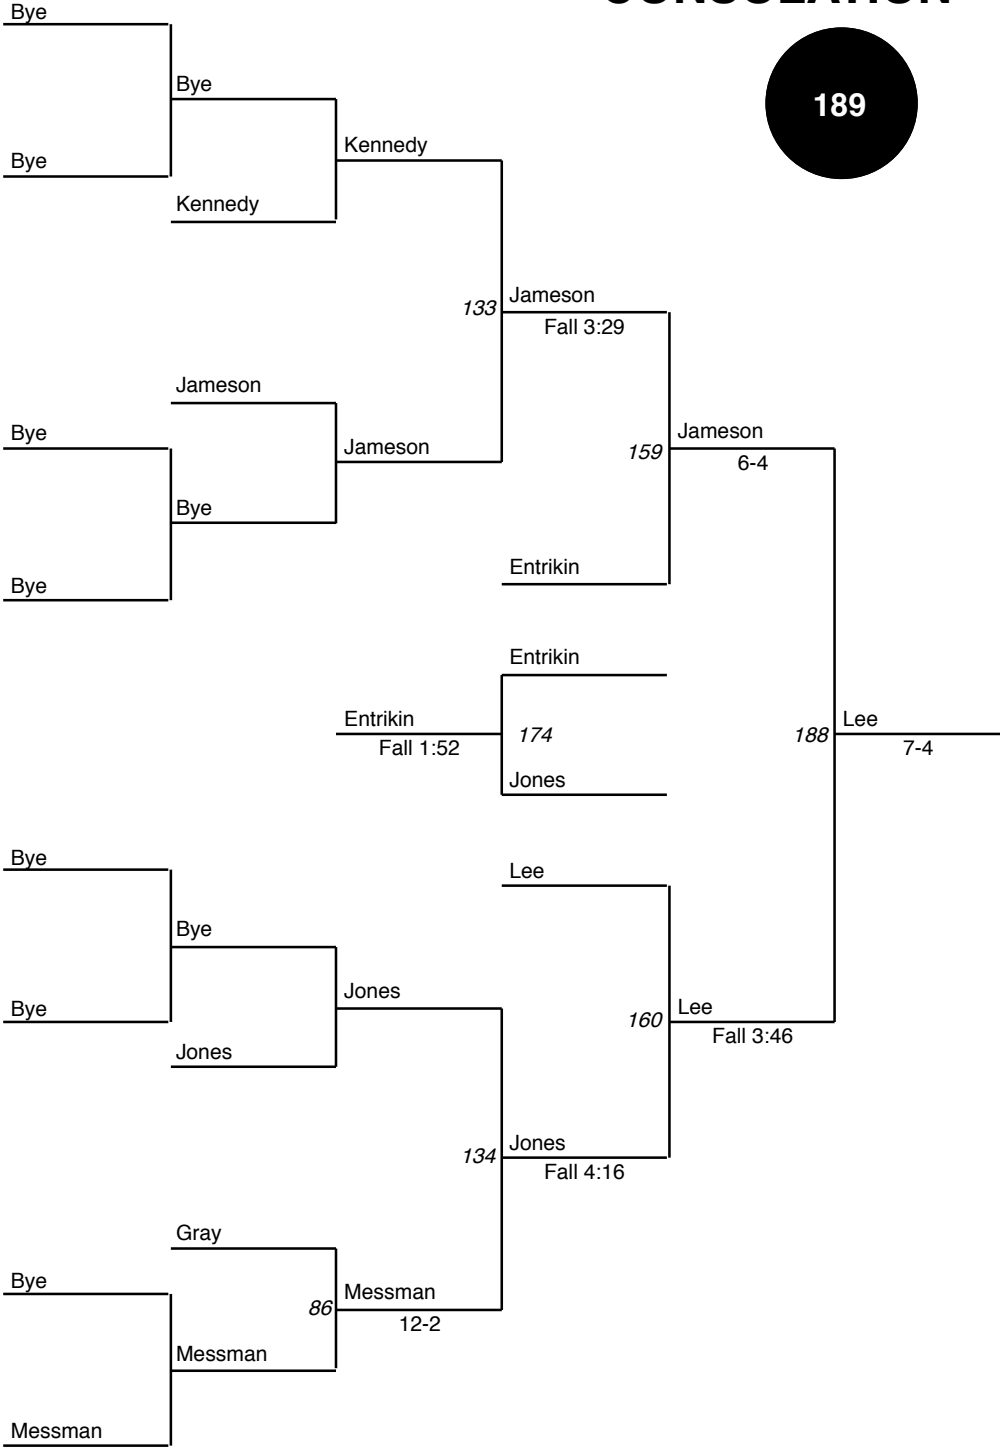 CONSOLATION
Bye
189
Bye
Kennedy
Bye
Kennedy
Jameson
133
Fall 3:29
Jameson
Bye
Jameson
Jameson
159
6-4
Bye
Entrikin
Bye
Entrikin
Entrikin
174
188
Lee
Fall 1:52
7-4
Jones
Bye
Lee
Bye
Jones
Bye
Lee
160
Fall 3:46
Jones
Jones
134
Fall 4:16
Gray
Bye
Messman
86
12-2
Messman
Messman